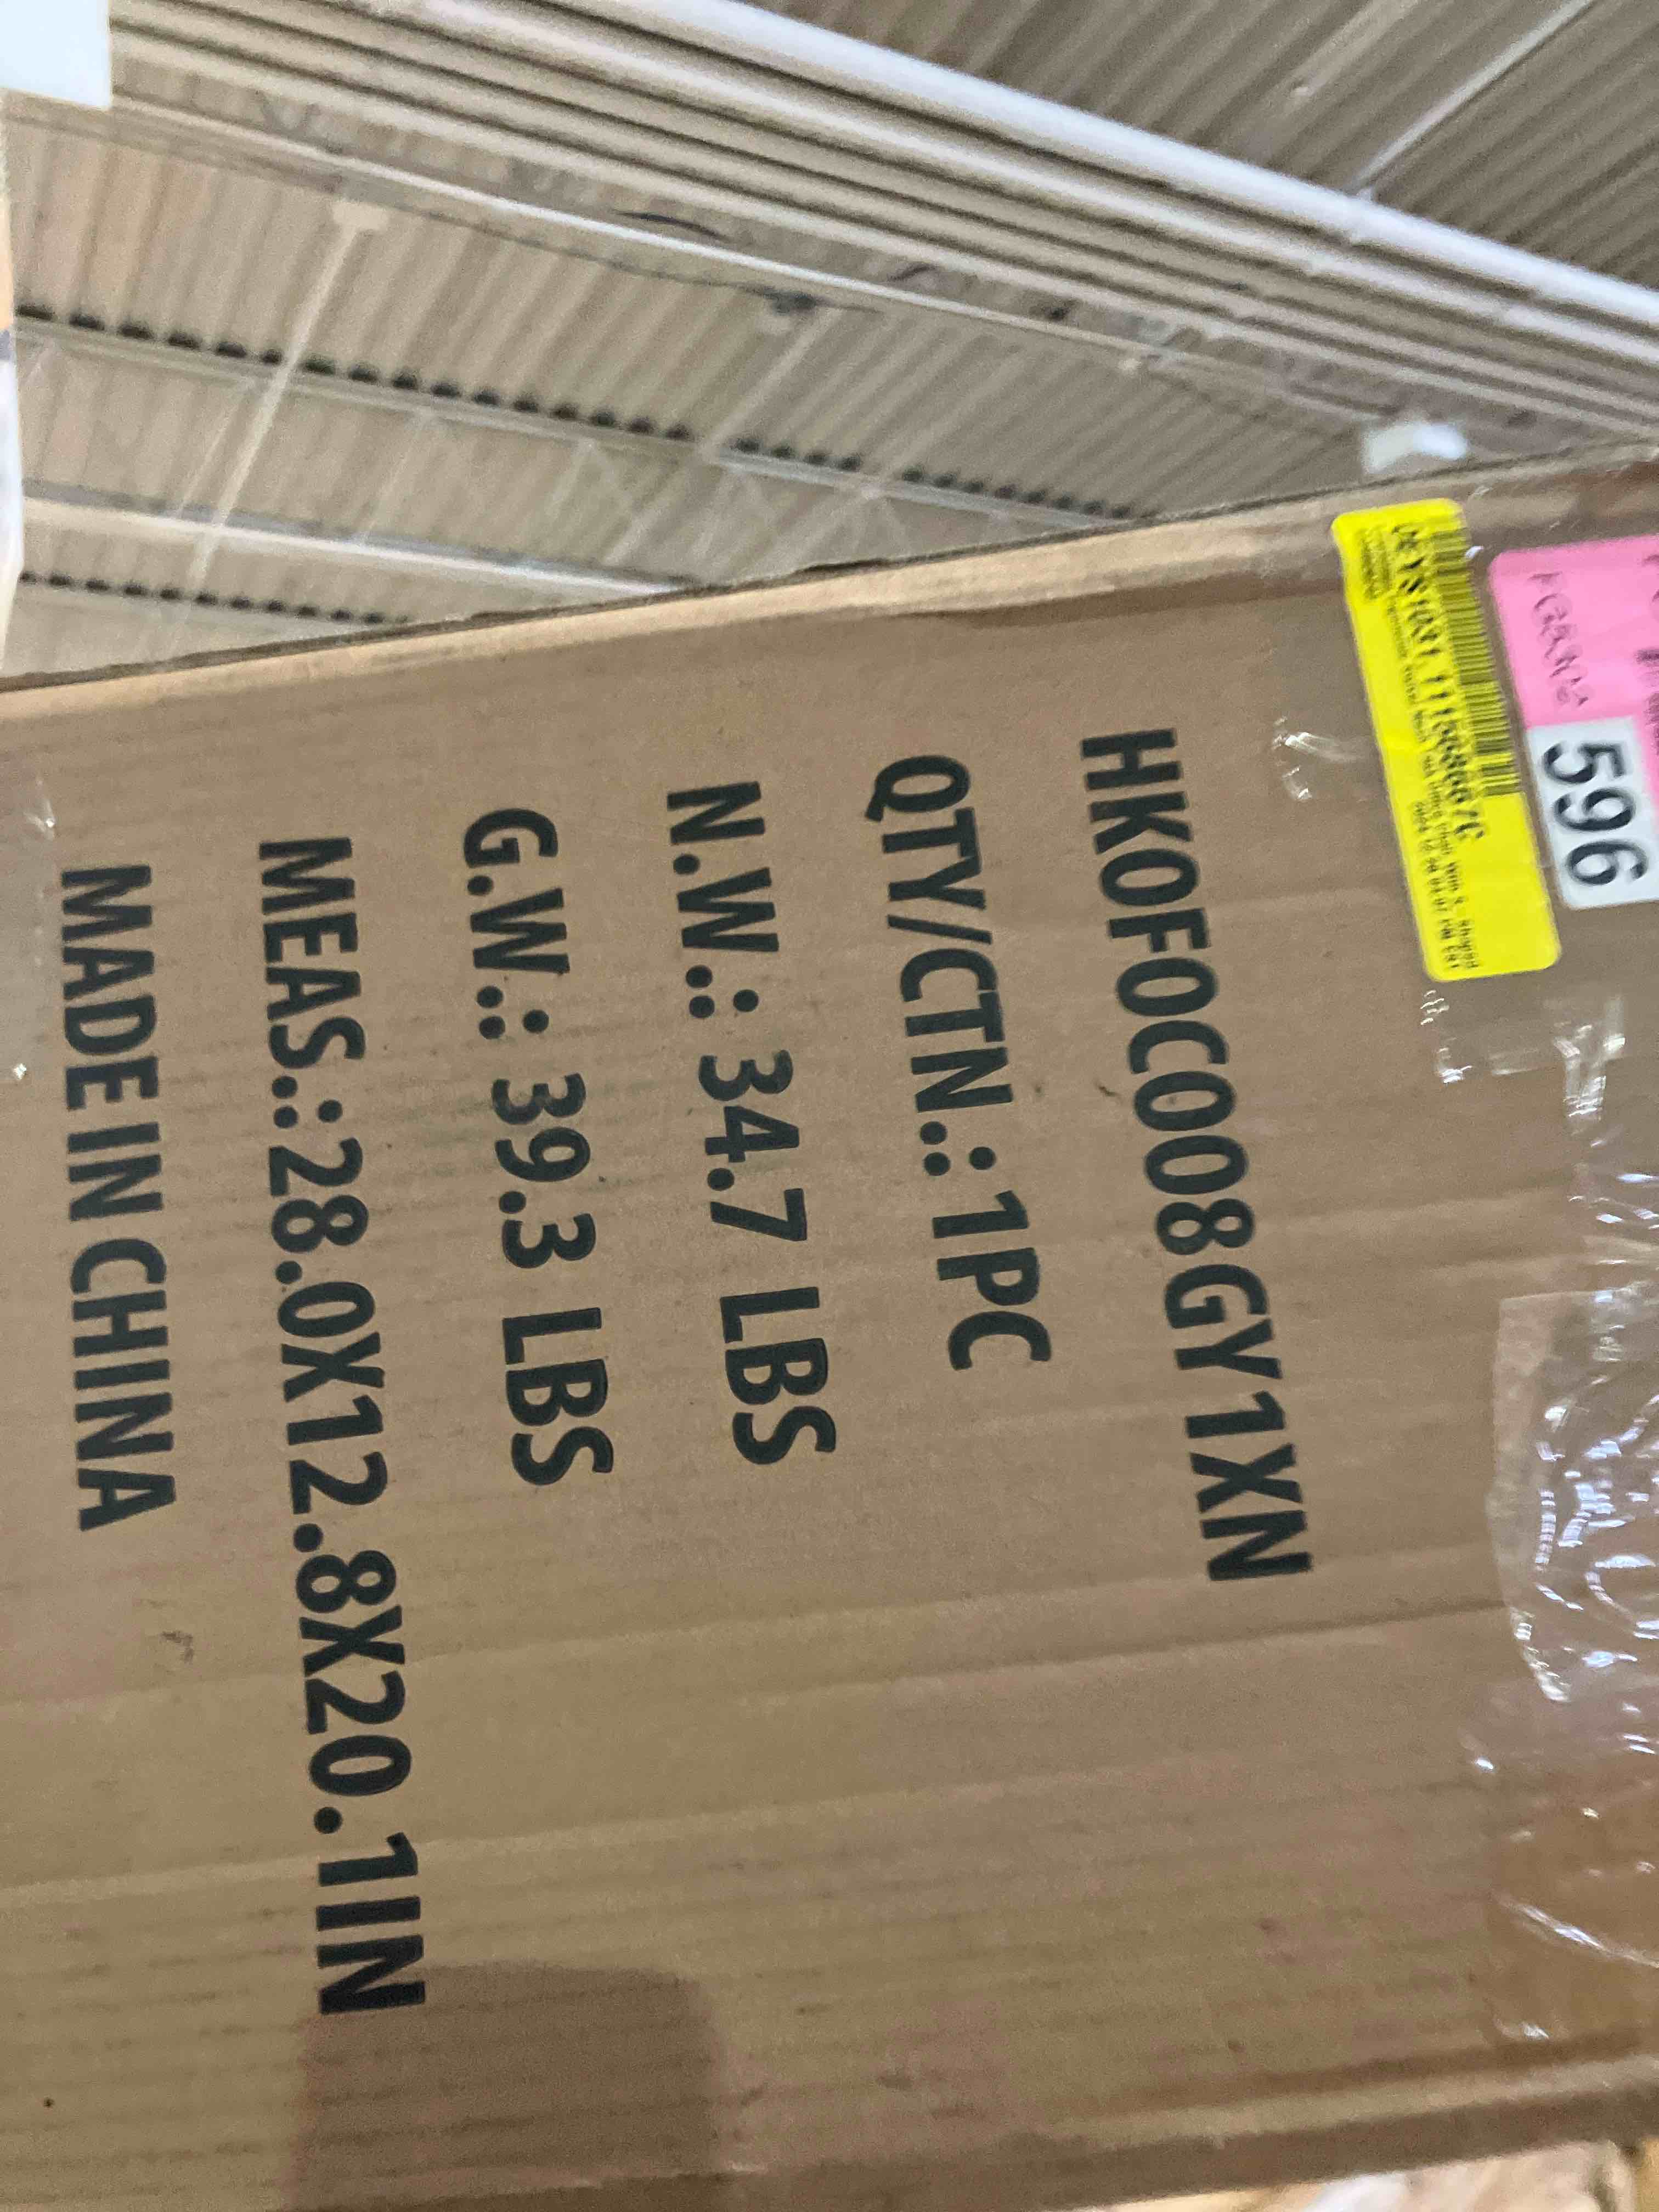 596
HKOFOC008GY1XN
QTY/CTN.:1PC
N.W.: 34.7 LBS
G.W.: 39.3 LBS
MEAS.:28.0X12.8X20.1IN
MADE IN CHINA